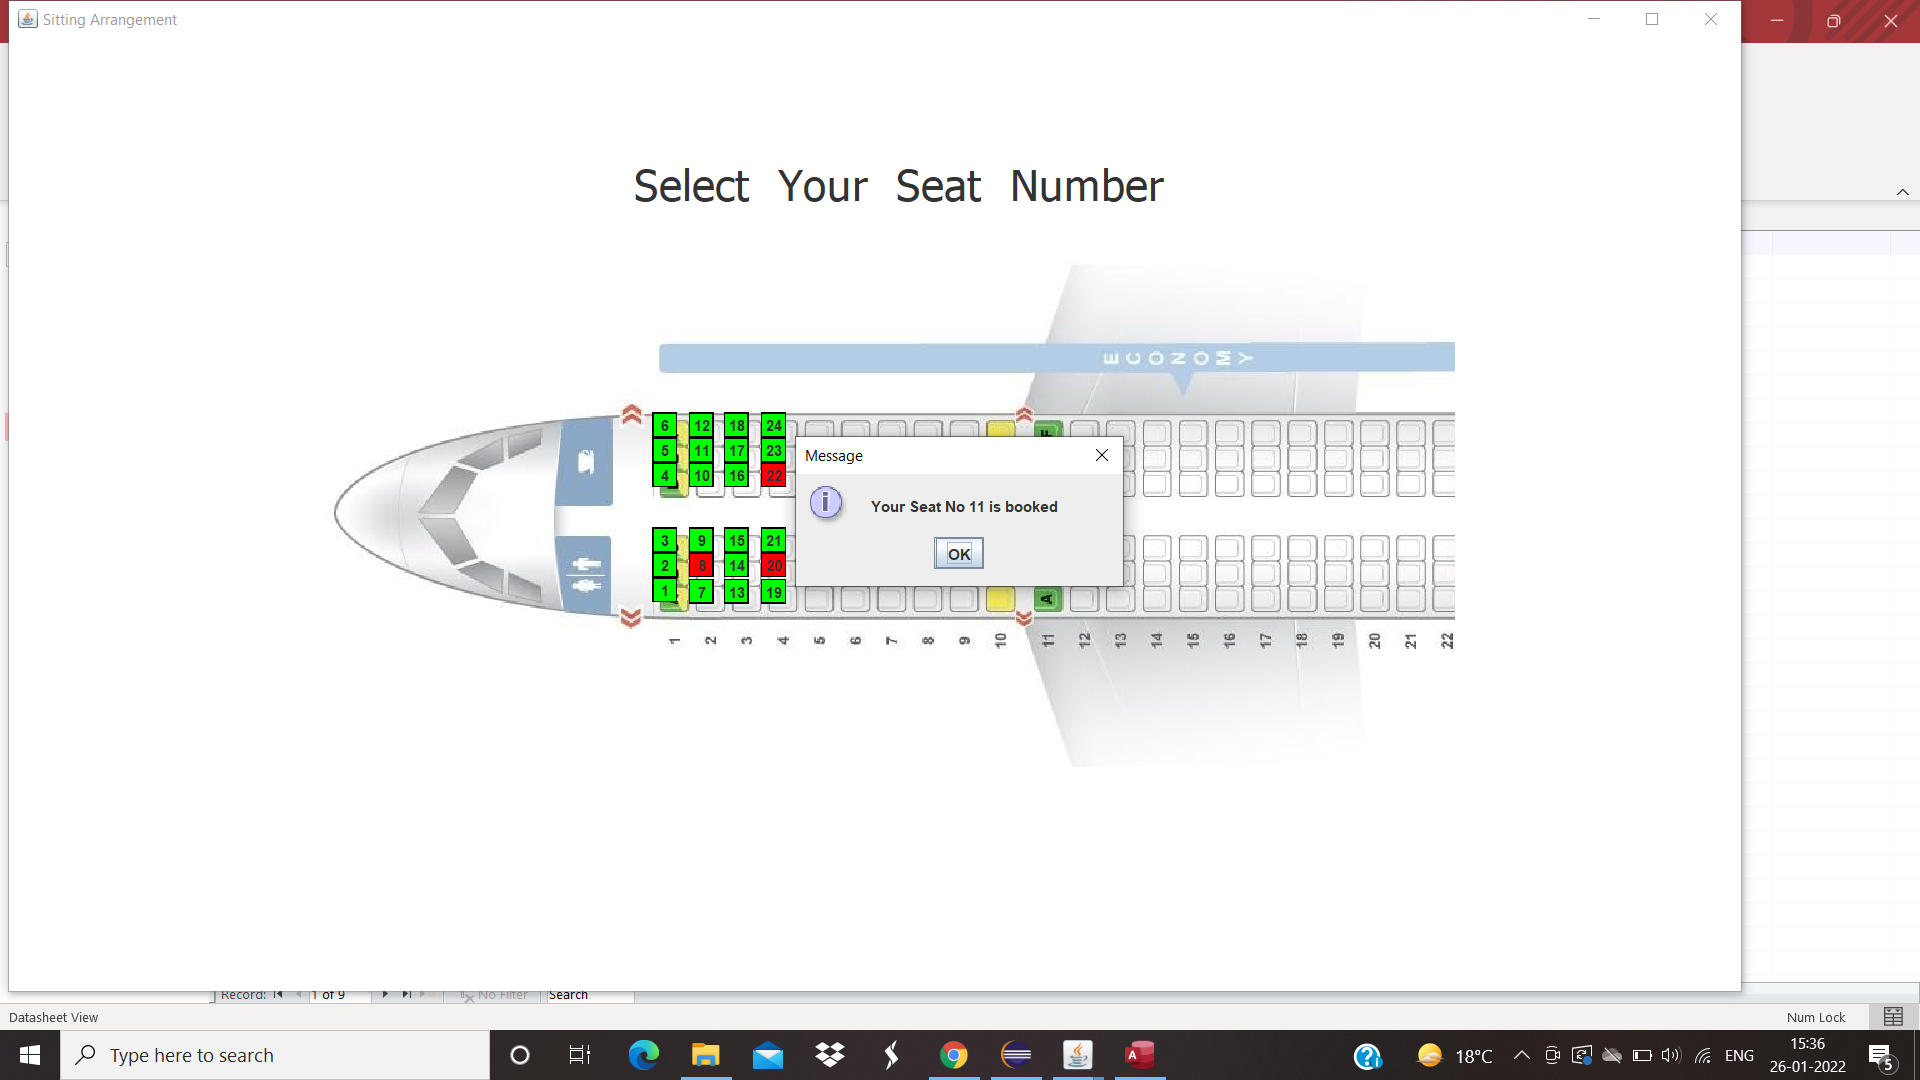 Sitting Arrangement
Select Your Seat Number
ECONOMY
6 12 18 24
5 11 17 23
4 10 16 22
F
Message
Your Seat No 11 is booked
OK
3 9 15 21
2 8 14 20
1 7 13 19
A
1 2 3 4 5 6 7 8 9 10 11 12 13 14 15 16 17 18 19 20 21 22
Record: 1 of 9 No Filter Search
Datasheet View Num Lock
Type here to search
18°C ENG
15:36
26-01-2022
5